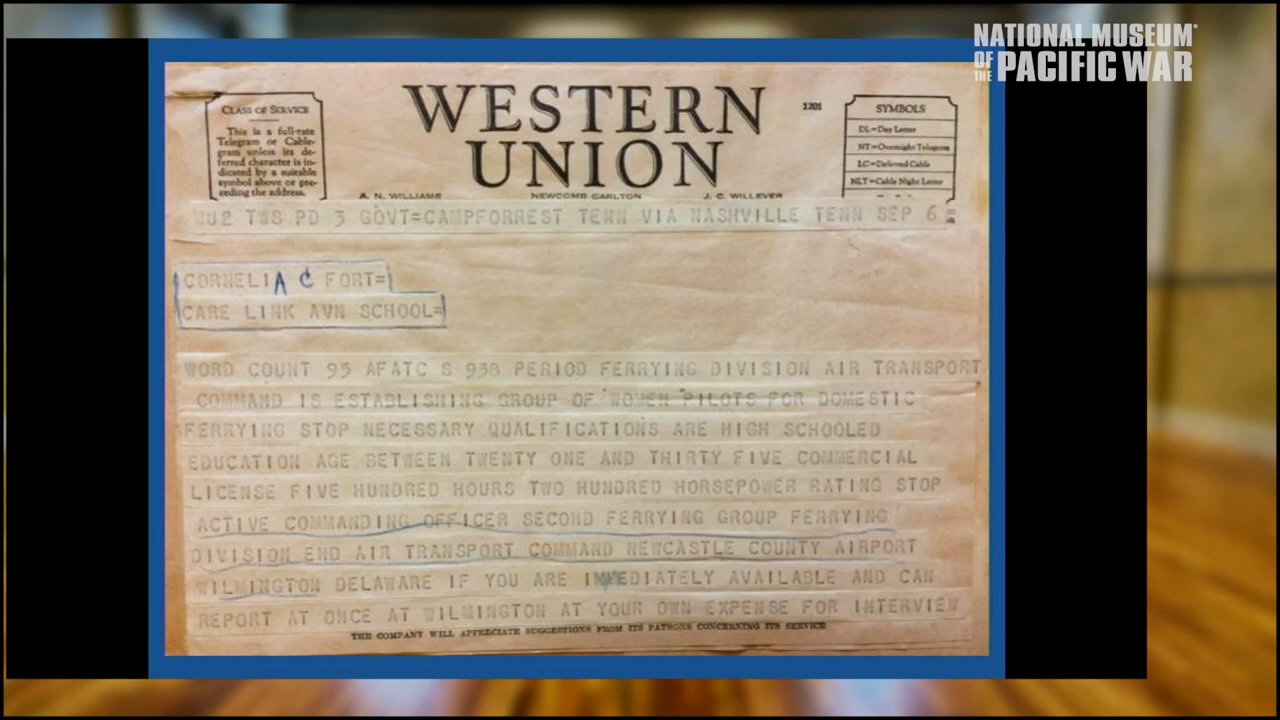 NATIONAL MUSEUM
OF THE PACIFIC WAR
CLASS OF SERVICE
This is a full-rate
Telegram or Cable-
gram unless its de-
ferred character is in-
dicated by a suitable
symbol above or pre-
ceding the address.
WESTERN
UNION
1201
SYMBOLS
DL=Day Letter
NT=Overnight Telegram
LC=Deferred Cable
NLT=Cable Night Letter
A. N. WILLIAMS
NEWCOMB CARLTON
J. C. WILLEVER
WU2 TWS PD 3 GOVT=CAMPFORREST TENN VIA NASHVILLE TENN SEP 6
CORNELIA C FORT=
CARE LINK AVN SCHOOL=
WORD COUNT 95 AFATC S 938 PERIOD FERRYING DIVISION AIR TRANSPORT
COMMAND IS ESTABLISHING GROUP OF "WOMEN "PILOTS FOR DOMESTIC
FERRYING STOP NECESSARY QUALIFICATIONS ARE HIGH SCHOOLED
EDUCATION AGE BETWEEN TWENTY ONE AND THIRTY FIVE COMMERCIAL
LICENSE FIVE HUNDRED HOURS TWO HUNDRED HORSEPOWER RATING STOP
ACTIVE COMMANDING OFFICER SECOND FERRYING GROUP FERRYING
DIVISION END AIR TRANSPORT COMMAND NEWCASTLE COUNTY AIRPORT
WILMINGTON DELAWARE IF YOU ARE IMMEDIATELY AVAILABLE AND CAN
REPORT AT ONCE AT WILMINGTON AT YOUR OWN EXPENSE FOR INTERVIEW
THE COMPANY WILL APPRECIATE SUGGESTIONS FROM ITS PATRONS CONCERNING ITS SERVICE